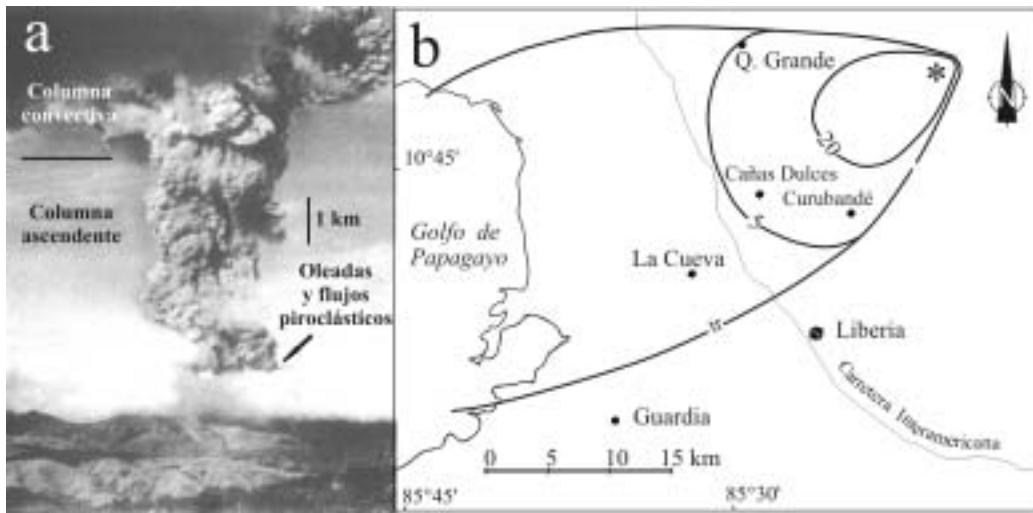 a
Columna
convectiva
Columna
ascendente
1 km
Oleadas
y flujos
piroclásticos
b
Q. Grande
*
N
20
10°45'
Cañas Dulces
Curubandé
Golfo de
Papagayo
La Cueva
Liberia
Carretera Interamericana
Guardia
0 5 10 15 km
85°45'
85°30'